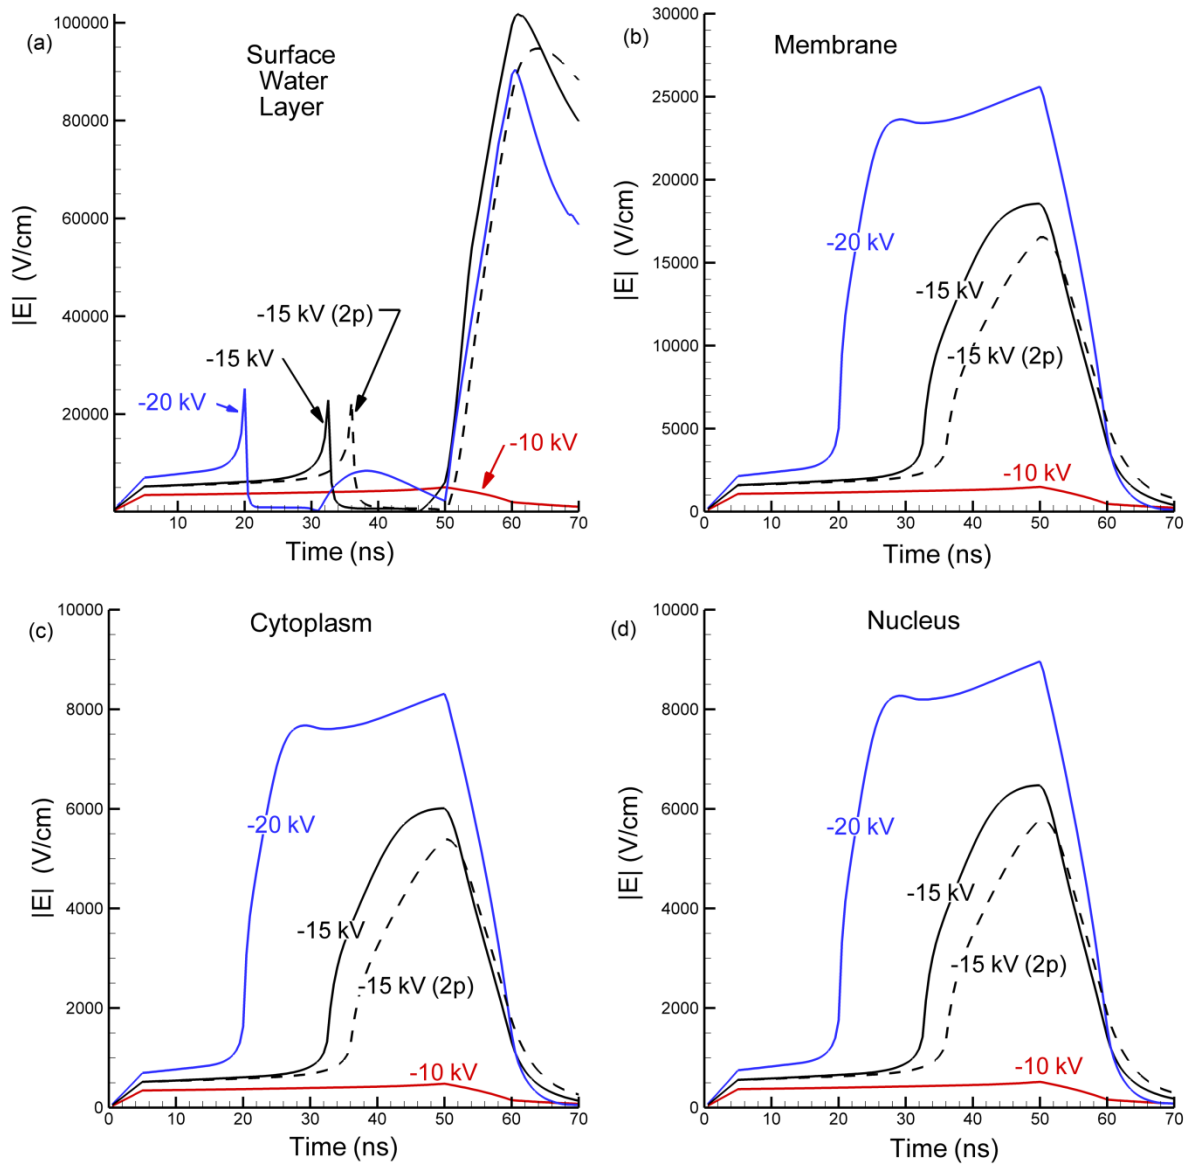 (a)
Surface
Water
Layer
|E| (V/cm)
100000
80000
60000
40000
20000
-15 kV (2p)
-15 kV
-20 kV
-10 kV
10 20 30 40 50 60 70
Time (ns)
(b)
Membrane
|E| (V/cm)
30000
25000
20000
15000
10000
5000
0
-20 kV
-15 kV
-15 kV (2p)
-10 kV
0 10 20 30 40 50 60 70
Time (ns)
(c)
Cytoplasm
|E| (V/cm)
10000
8000
6000
4000
2000
0
-20 kV
-15 kV
-15 kV (2p)
-10 kV
0 10 20 30 40 50 60 70
Time (ns)
(d)
Nucleus
|E| (V/cm)
10000
8000
6000
4000
2000
0
-20 kV
-15 kV
-15 kV (2p)
-10 kV
0 10 20 30 40 50 60 70
Time (ns)